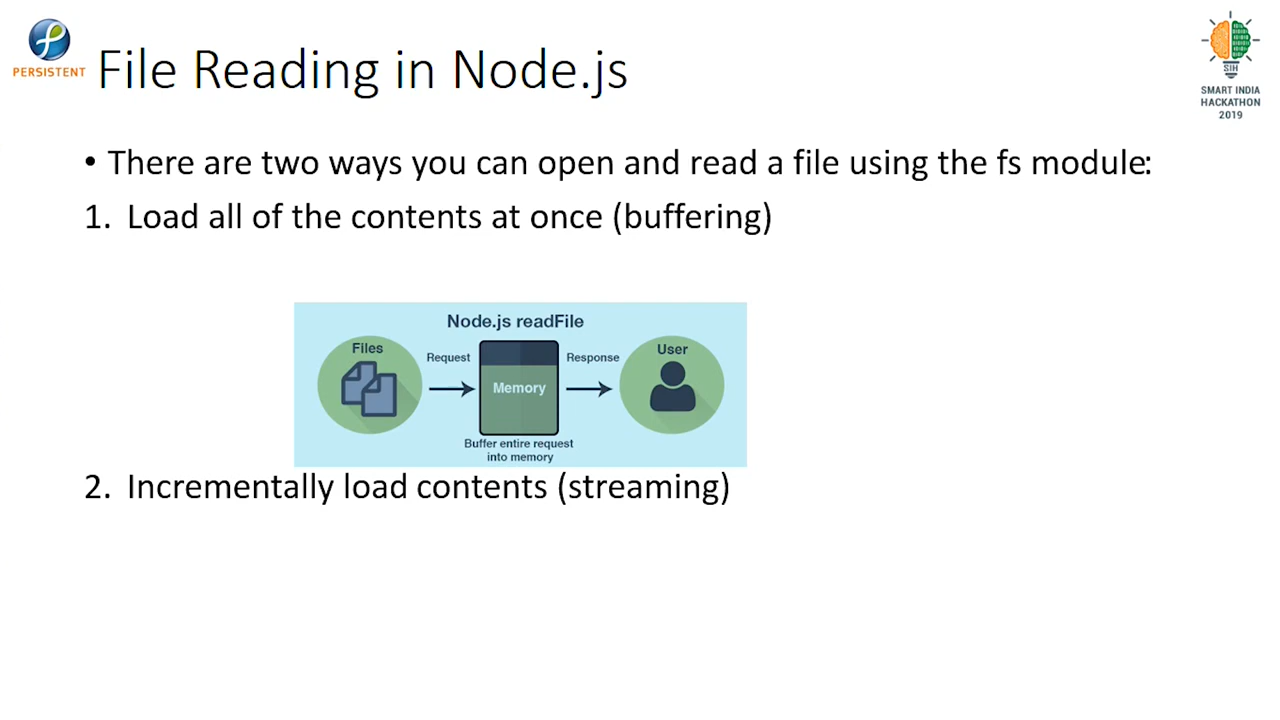 PERSISTENT
File Reading in Node.js
SIH
SMART INDIA
HACKATHON
2019
• There are two ways you can open and read a file using the fs module:
1. Load all of the contents at once (buffering)
Node.js readFile
Files
Request
Memory
Response
User
Buffer entire request
into memory
2. Incrementally load contents (streaming)